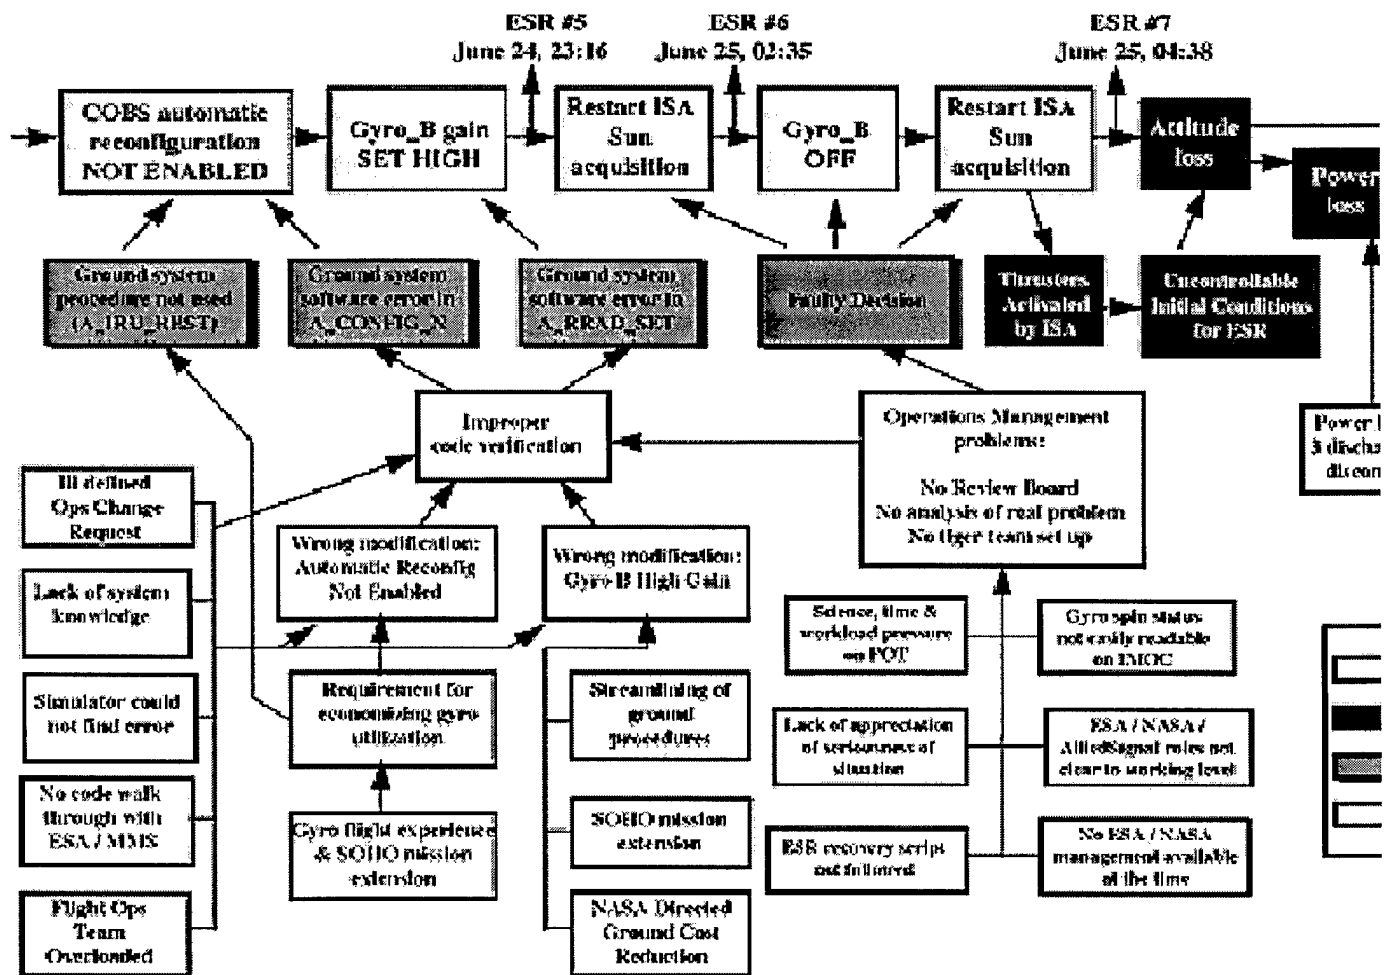 ESR #5
June 24, 23:16
ESR #6
June 25, 02:35
ESR #7
June 25, 04:38
COBS automatic
reconfiguration
NOT ENABLED
Gyro_B gain
SET HIGH
Restart ISA
Sun
acquisition
Gyro_B
OFF
Restart ISA
Sun
acquisition
Attitude
loss
Power
loss
Ground system
procedure not used
(A_IRU_REST)
Ground system
software error in
A_CONFIG_N
Ground system
software error in
A_RRAD_SET
Faulty Decision
Thrusters
Activated
by ISA
Uncontrollable
Initial Conditions
for ESR
Improper
code verification
Operations Management
problems:
No Review Board
No analysis of real problem
No tiger team set up
Power
3 discha
discon
Ill defined
Ops Change
Request
Wrong modification:
Automatic Reconfig
Not Enabled
Wrong modification:
Gyro-B High Gain
Lack of system
knowledge
Science, time &
workload pressure
on FOT
Gyro spin status
not easily readable
on IMOC
Simulator could
not find error
Requirement for
economizing gyro
utilization
Streamlining of
ground
procedures
Lack of appreciation
of seriousness of
situation
ESA / NASA /
AlliedSignal roles not
clear to working level
No code walk
through with
ESA / MMS
Gyro flight experience
& SOHO mission
extension
SOHO mission
extension
ESR recovery script
not followed
No ESA / NASA
management available
at the time
Flight Ops
Team
Overloaded
NASA Directed
Ground Cost
Reduction